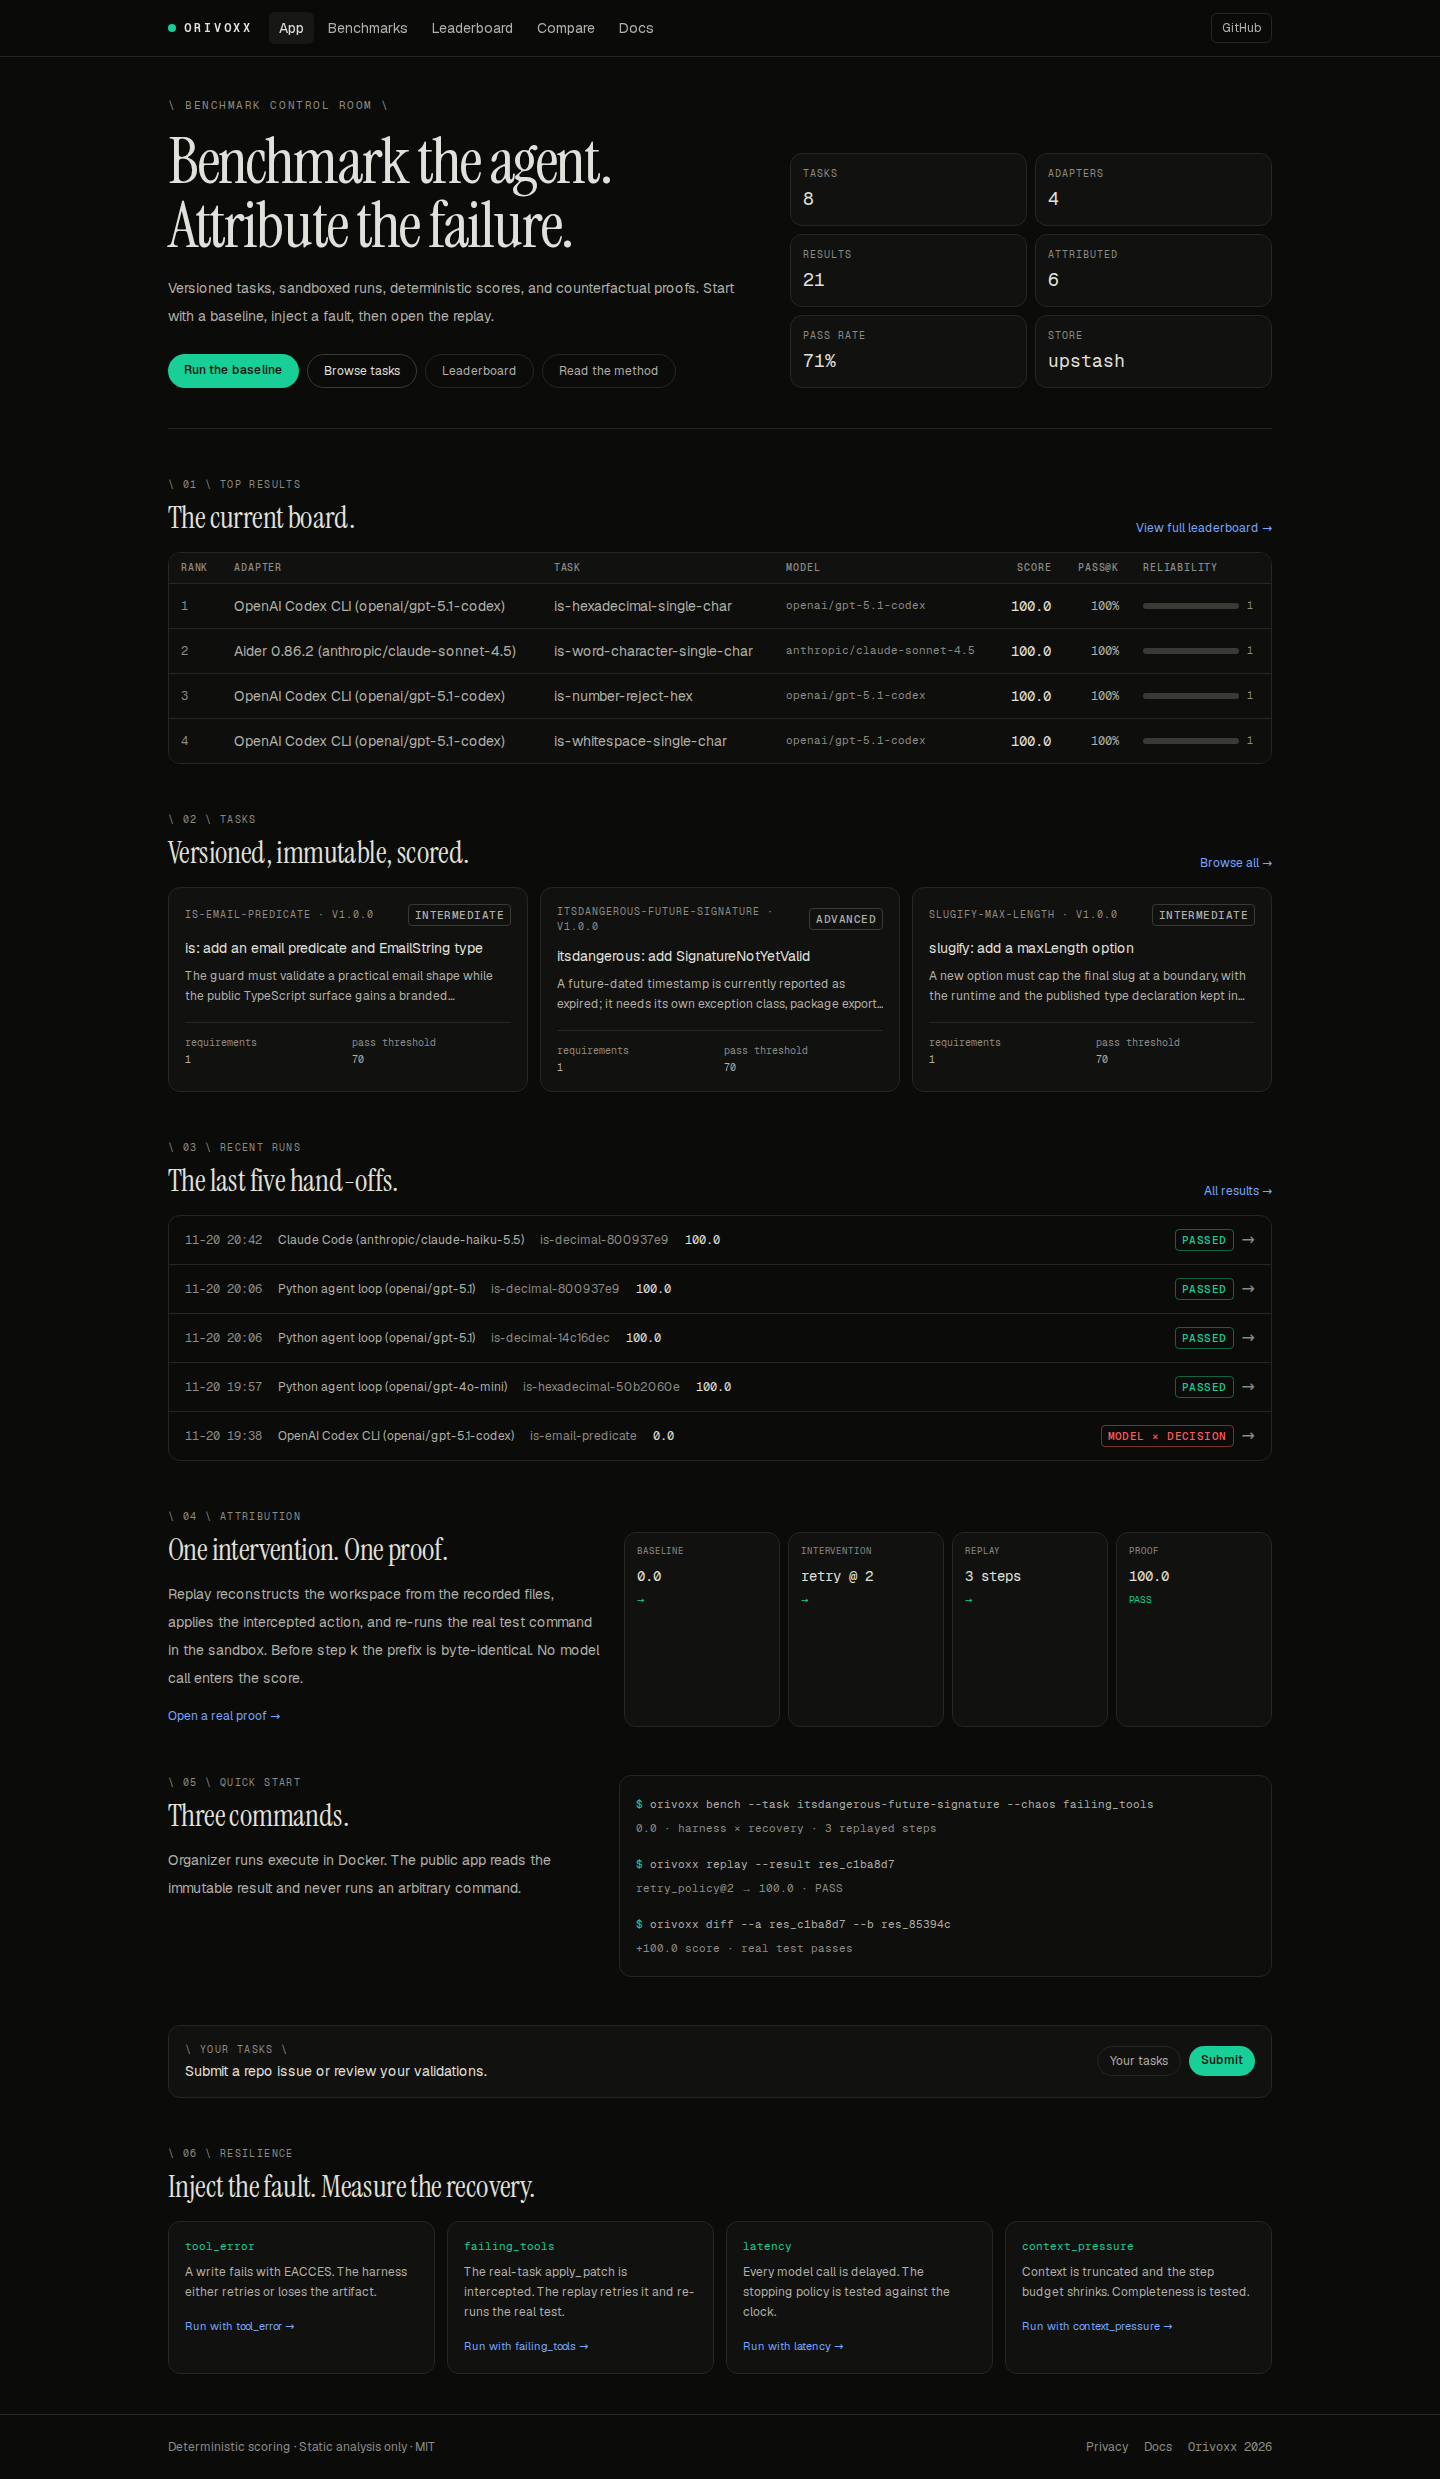 ORIVOXX App Benchmarks Leaderboard Compare Docs GitHub
\ BENCHMARK CONTROL ROOM \
Benchmark the agent.
Attribute the failure.
Versioned tasks, sandboxed runs, deterministic scores, and counterfactual proofs. Start
with a baseline, inject a fault, then open the replay.
Run the baseline Browse tasks Leaderboard Read the method
TASKS
8
ADAPTERS
4
RESULTS
21
ATTRIBUTED
6
PASS RATE
71%
STORE
upstash
\ 01 \ TOP RESULTS
The current board.
View full leaderboard →
RANK ADAPTER TASK MODEL SCORE PASS@K RELIABILITY
1 OpenAI Codex CLI (openai/gpt-5.1-codex) is-hexadecimal-single-char openai/gpt-5.1-codex 100.0 100% 1
2 Aider 0.86.2 (anthropic/claude-sonnet-4.5) is-word-character-single-char anthropic/claude-sonnet-4.5 100.0 100% 1
3 OpenAI Codex CLI (openai/gpt-5.1-codex) is-number-reject-hex openai/gpt-5.1-codex 100.0 100% 1
4 OpenAI Codex CLI (openai/gpt-5.1-codex) is-whitespace-single-char openai/gpt-5.1-codex 100.0 100% 1
\ 02 \ TASKS
Versioned, immutable, scored.
Browse all →
IS-EMAIL-PREDICATE · V1.0.0 INTERMEDIATE
is: add an email predicate and EmailString type
The guard must validate a practical email shape while
the public TypeScript surface gains a branded…
requirements pass threshold
1 70
ITSDANGEROUS-FUTURE-SIGNATURE ·
V1.0.0
ADVANCED
itsdangerous: add SignatureNotYetValid
A future-dated timestamp is currently reported as
expired; it needs its own exception class, package export…
requirements pass threshold
1 70
SLUGIFY-MAX-LENGTH · V1.0.0 INTERMEDIATE
slugify: add a maxLength option
A new option must cap the final slug at a boundary, with
the runtime and the published type declaration kept in…
requirements pass threshold
1 70
\ 03 \ RECENT RUNS
The last five hand-offs.
All results →
11-20 20:42 Claude Code (anthropic/claude-haiku-5.5) is-decimal-800937e9 100.0 PASSED →
11-20 20:06 Python agent loop (openai/gpt-5.1) is-decimal-800937e9 100.0 PASSED →
11-20 20:06 Python agent loop (openai/gpt-5.1) is-decimal-14c16dec 100.0 PASSED →
11-20 19:57 Python agent loop (openai/gpt-4o-mini) is-hexadecimal-50b2060e 100.0 PASSED →
11-20 19:38 OpenAI Codex CLI (openai/gpt-5.1-codex) is-email-predicate 0.0 MODEL × DECISION →
\ 04 \ ATTRIBUTION
One intervention. One proof.
Replay reconstructs the workspace from the recorded files,
applies the intercepted action, and re-runs the real test command
in the sandbox. Before step k the prefix is byte-identical. No model
call enters the score.
Open a real proof →
BASELINE
0.0
→
INTERVENTION
retry @ 2
→
REPLAY
3 steps
→
PROOF
100.0
PASS
\ 05 \ QUICK START
Three commands.
Organizer runs execute in Docker. The public app reads the
immutable result and never runs an arbitrary command.
$ orivoxx bench --task itsdangerous-future-signature --chaos failing_tools
0.0 · harness × recovery · 3 replayed steps
$ orivoxx replay --result res_c1ba8d7
retry_policy@2 → 100.0 · PASS
$ orivoxx diff --a res_c1ba8d7 --b res_85394c
+100.0 score · real test passes
\ YOUR TASKS \
Submit a repo issue or review your validations.
Your tasks Submit
\ 06 \ RESILIENCE
Inject the fault. Measure the recovery.
tool_error
A write fails with EACCES. The harness
either retries or loses the artifact.
Run with tool_error →
failing_tools
The real-task apply_patch is
intercepted. The replay retries it and re-
runs the real test.
Run with failing_tools →
latency
Every model call is delayed. The
stopping policy is tested against the
clock.
Run with latency →
context_pressure
Context is truncated and the step
budget shrinks. Completeness is tested.
Run with context_pressure →
Deterministic scoring · Static analysis only · MIT
Privacy Docs Orivoxx 2026